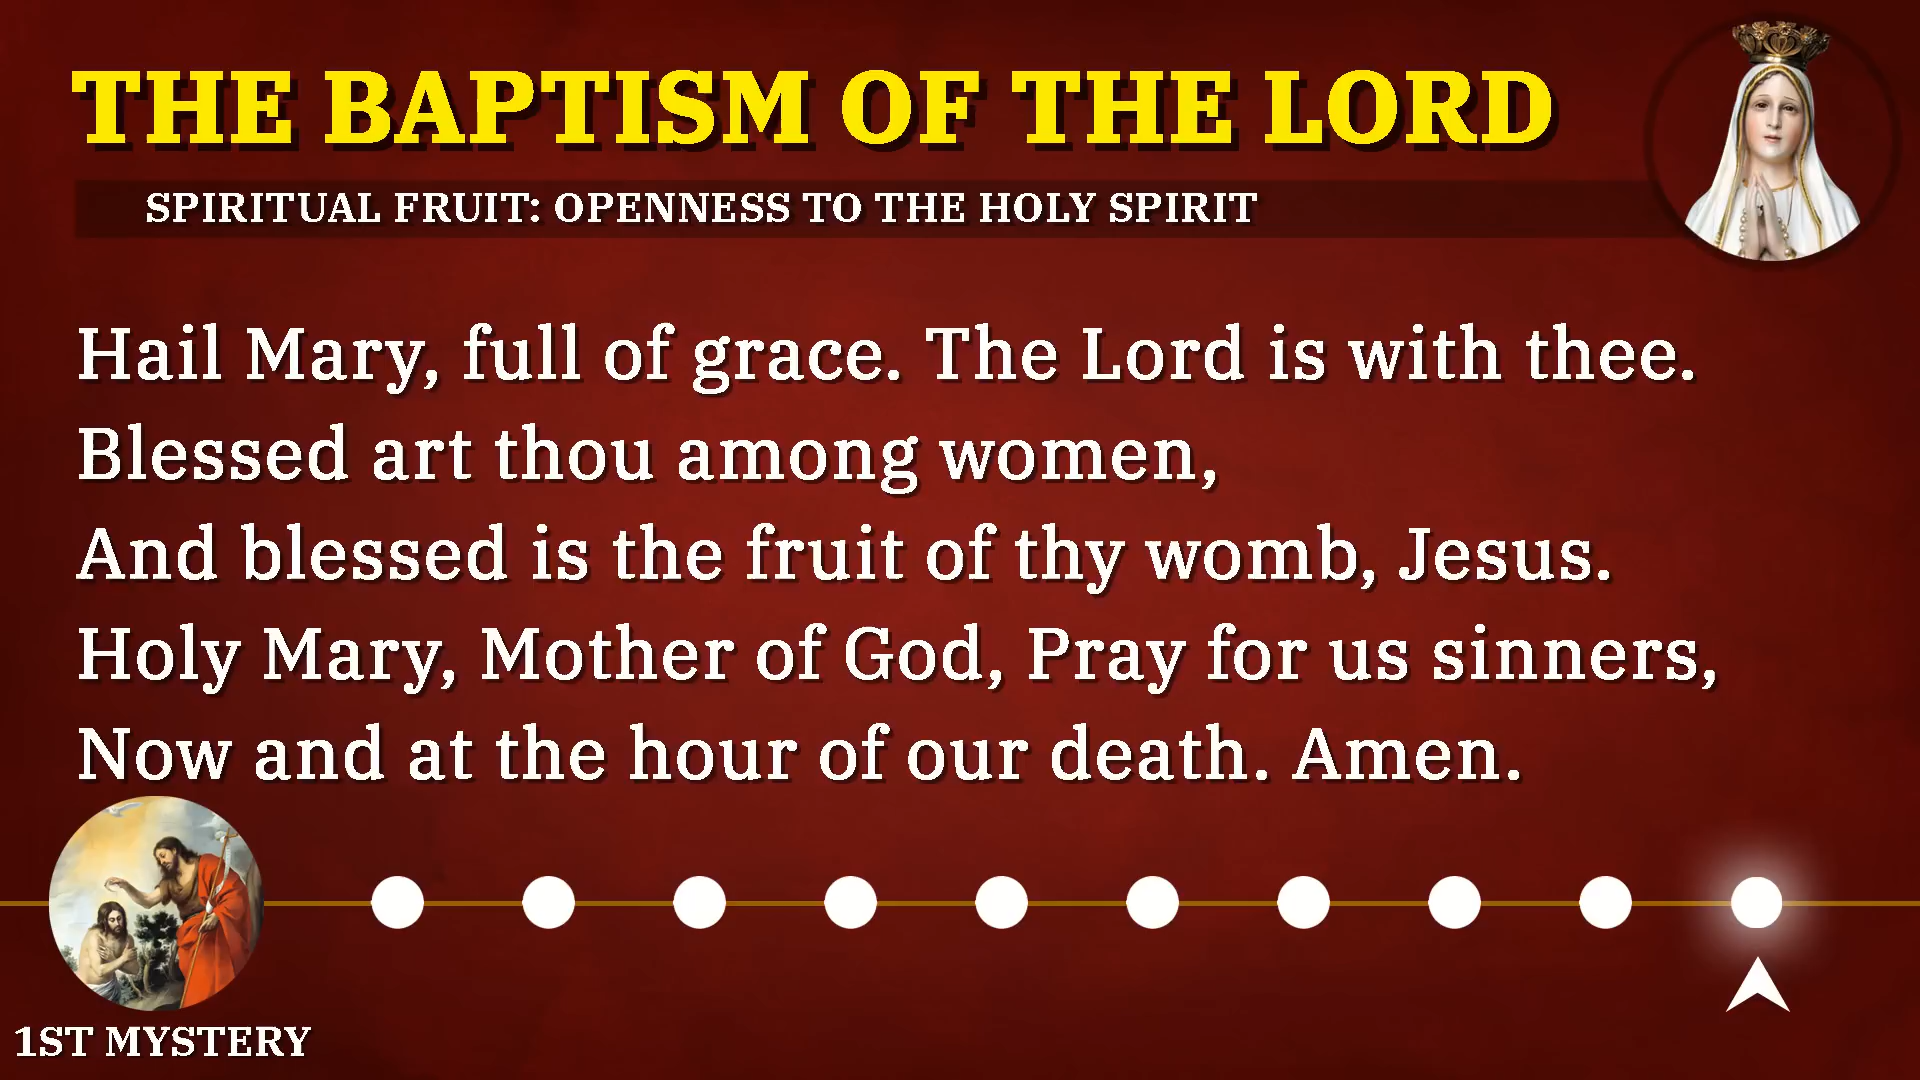 THE BAPTISM OF THE LORD
SPIRITUAL FRUIT: OPENNESS TO THE HOLY SPIRIT
Hail Mary, full of grace. The Lord is with thee.
Blessed art thou among women,
And blessed is the fruit of thy womb, Jesus.
Holy Mary, Mother of God, Pray for us sinners,
Now and at the hour of our death. Amen.
1ST MYSTERY